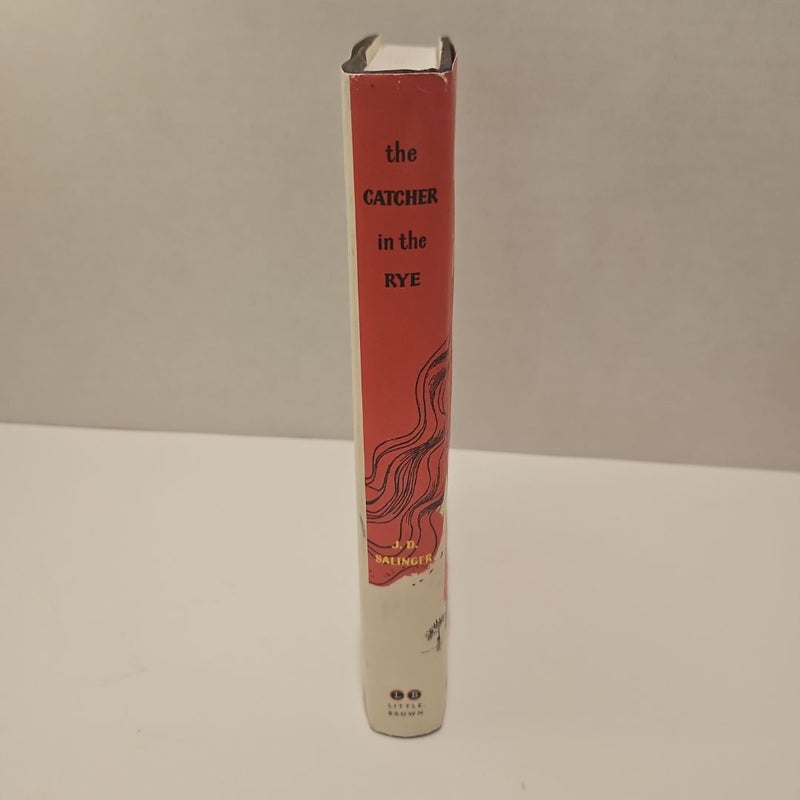 the
CATCHER
in the
RYE
J. D.
SALINGER
L B
LITTLE,
BROWN